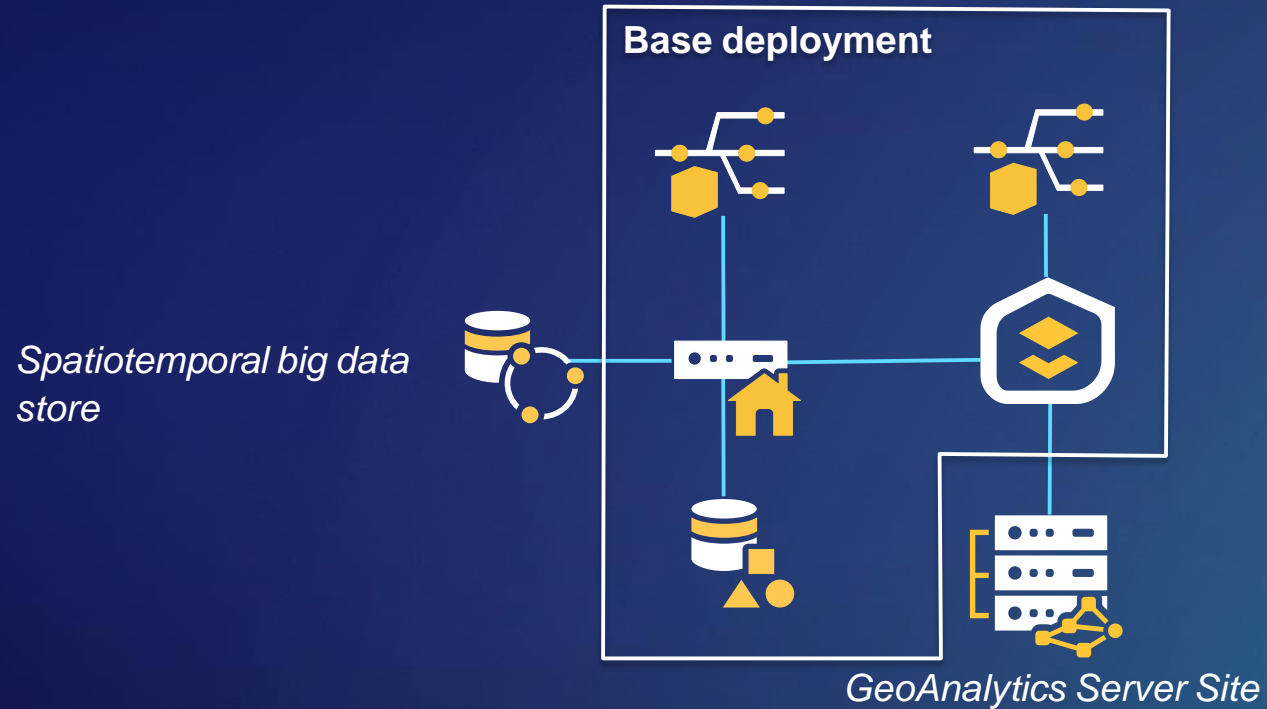 Base deployment
Spatiotemporal big data
store
GeoAnalytics Server Site